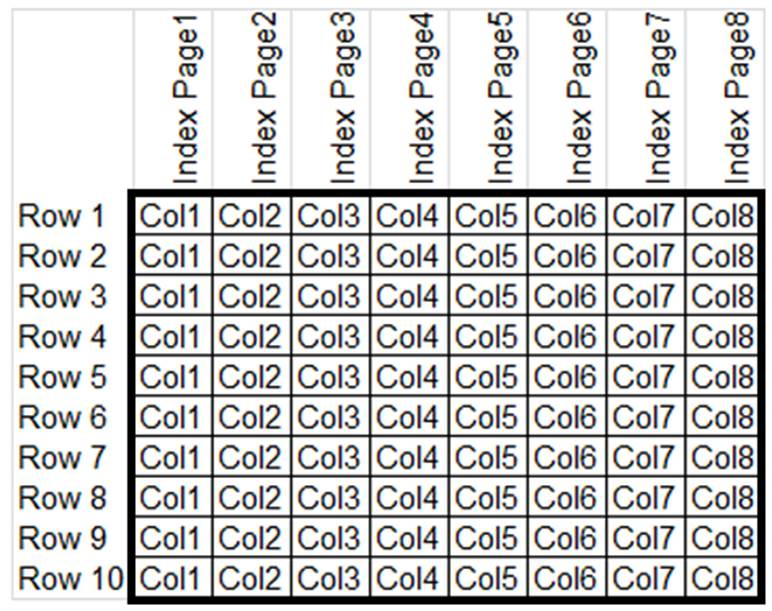 Index Page1 Index Page2 Index Page3 Index Page4 Index Page5 Index Page6 Index Page7 Index Page8
Row 1 Col1 Col2 Col3 Col4 Col5 Col6 Col7 Col8
Row 2 Col1 Col2 Col3 Col4 Col5 Col6 Col7 Col8
Row 3 Col1 Col2 Col3 Col4 Col5 Col6 Col7 Col8
Row 4 Col1 Col2 Col3 Col4 Col5 Col6 Col7 Col8
Row 5 Col1 Col2 Col3 Col4 Col5 Col6 Col7 Col8
Row 6 Col1 Col2 Col3 Col4 Col5 Col6 Col7 Col8
Row 7 Col1 Col2 Col3 Col4 Col5 Col6 Col7 Col8
Row 8 Col1 Col2 Col3 Col4 Col5 Col6 Col7 Col8
Row 9 Col1 Col2 Col3 Col4 Col5 Col6 Col7 Col8
Row 10 Col1 Col2 Col3 Col4 Col5 Col6 Col7 Col8